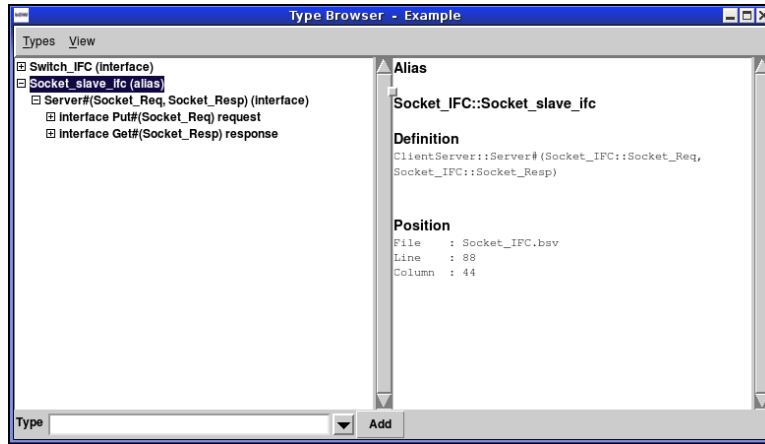 Type Browser - Example
Types View
Switch_IFC (interface)
Socket_slave_ifc (alias)
Server#(Socket_Req, Socket_Resp) (interface)
interface Put#(Socket_Req) request
interface Get#(Socket_Resp) response
Alias
Socket_IFC::Socket_slave_ifc
Definition
ClientServer::Server#(Socket_IFC::Socket_Req,
Socket_IFC::Socket_Resp)
Position
File : Socket_IFC.bsv
Line : 88
Column : 44
Type Add